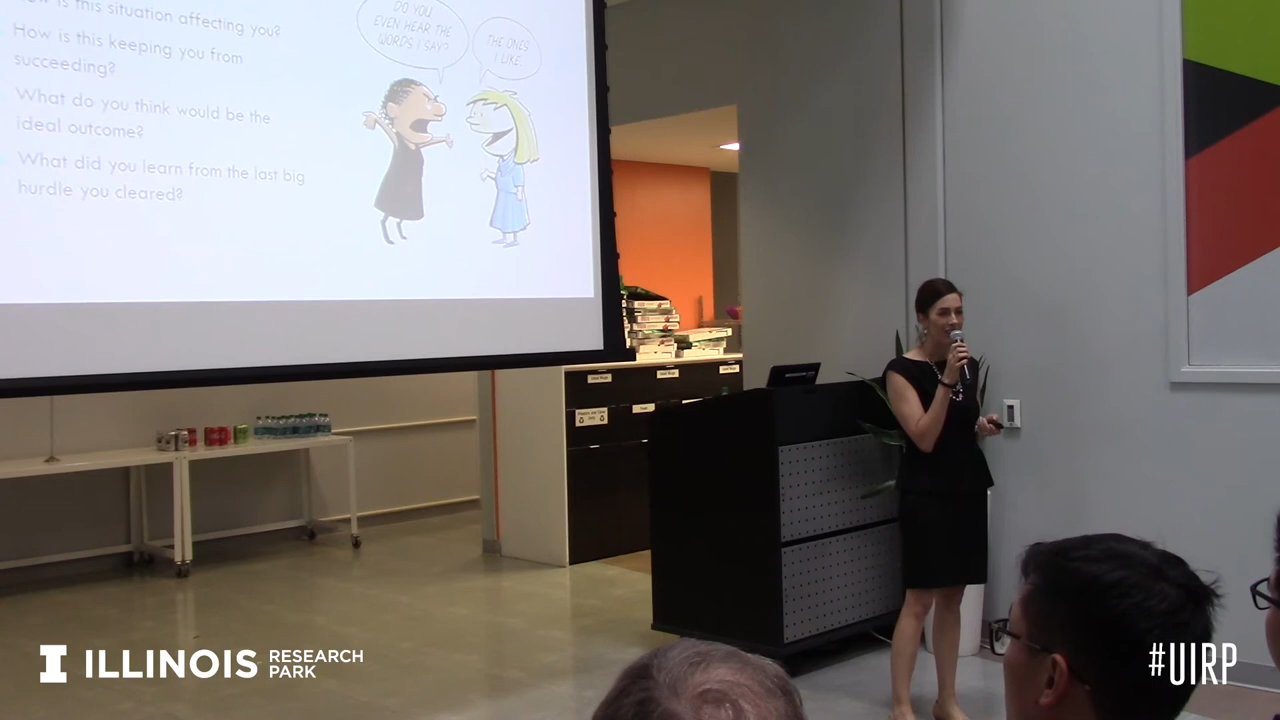 is this situation affecting you?
How is this keeping you from
succeeding?
What do you think would be the
ideal outcome?
What did you learn from the last big
hurdle you cleared?
DO YOU
EVEN HEAR THE
WORDS I SAY?
THE ONES
I LIKE.
ILLINOIS RESEARCH
PARK
#UIRP